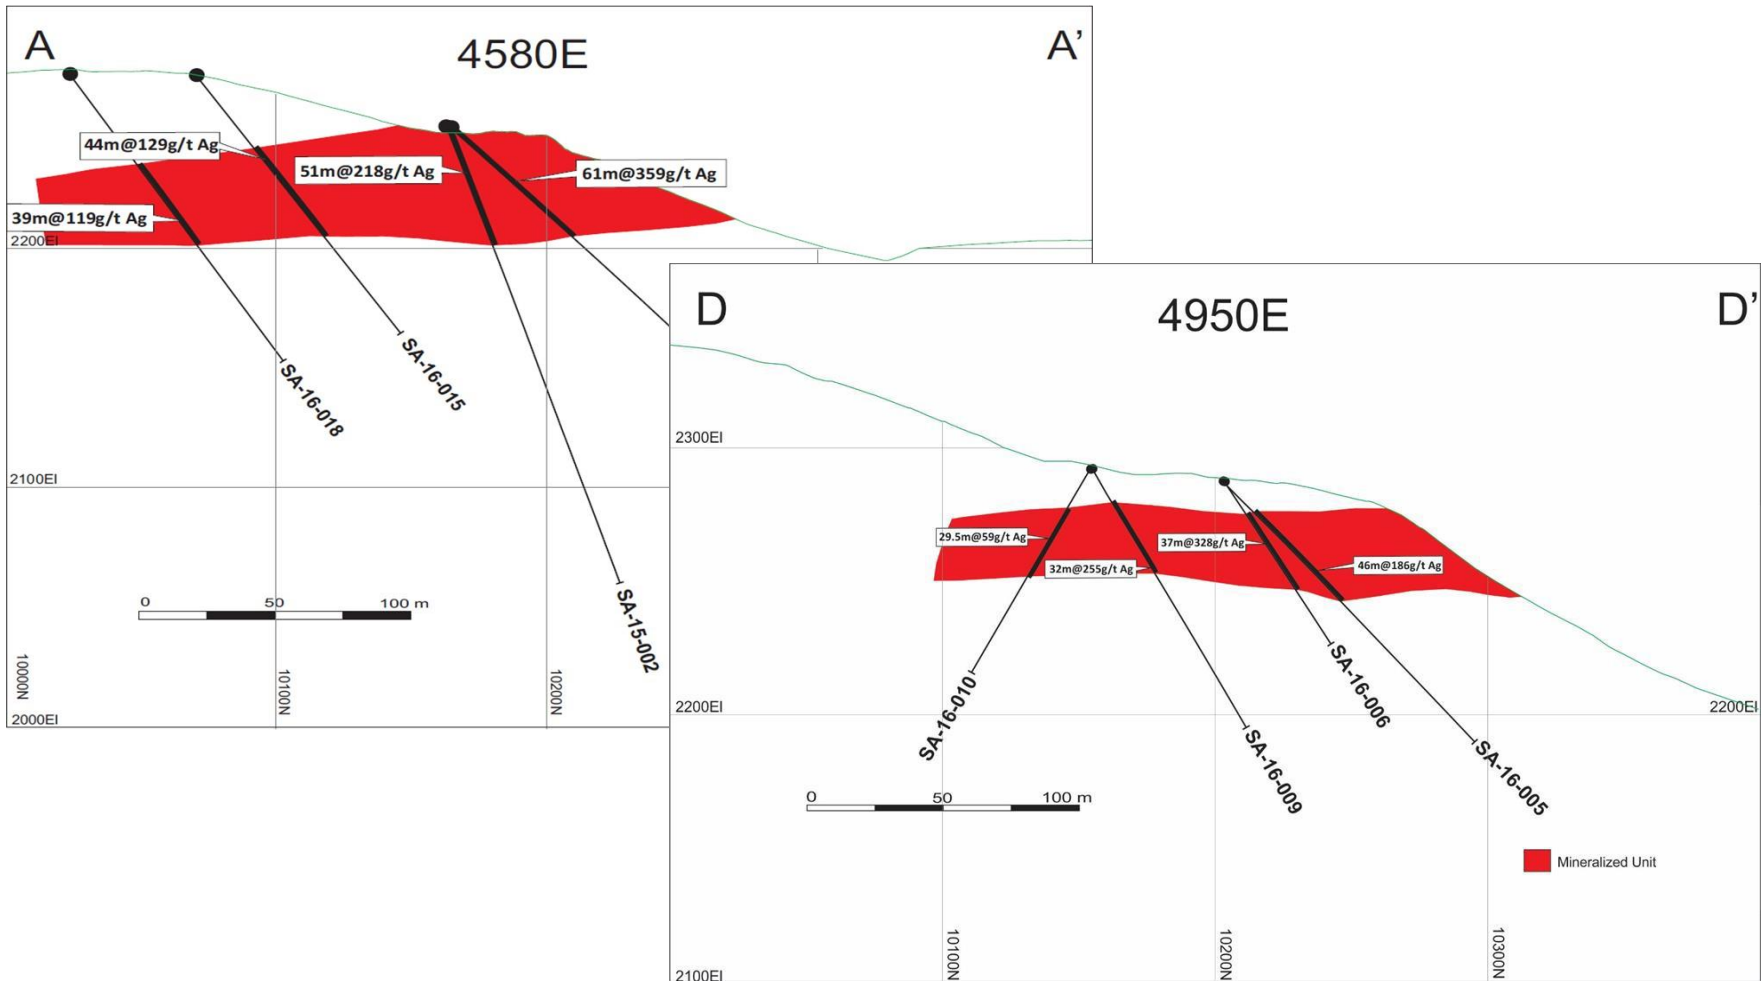 A
4580E
A'
44m@129g/t Ag
51m@218g/t Ag
61m@359g/t Ag
39m@119g/t Ag
2200El
SA-16-018
SA-16-015
SA-15-002
2100El
0 50 100 m
10000N
10100N
10200N
2000El
D
4950E
D'
2300El
29.5m@59g/t Ag
32m@255g/t Ag
37m@328g/t Ag
46m@186g/t Ag
2200El
SA-16-010
SA-16-009
SA-16-006
SA-16-005
0 50 100 m
Mineralized Unit
10100N
10200N
10300N
2100El